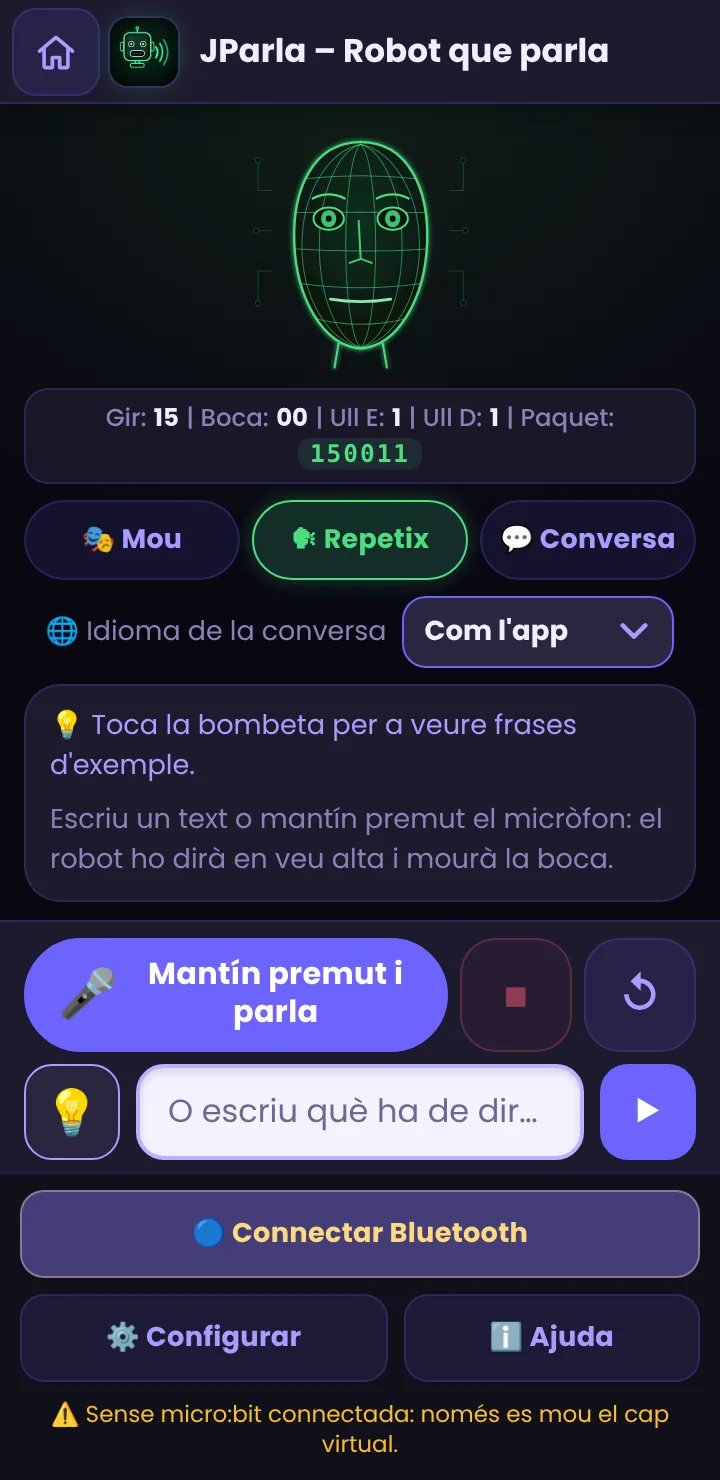 JParla – Robot que parla
Gir: 15 | Boca: 00 | Ull E: 1 | Ull D: 1 | Paquet:
150011
Mou
Repetix
Conversa
Idioma de la conversa
Com l'app
Toca la bombeta per a veure frases
d'exemple.
Escriu un text o mantín premut el micròfon: el
robot ho dirà en veu alta i mourà la boca.
Mantín premut i
parla
O escriu què ha de dir…
Connectar Bluetooth
Configurar
Ajuda
Sense micro:bit connectada: només es mou el cap
virtual.